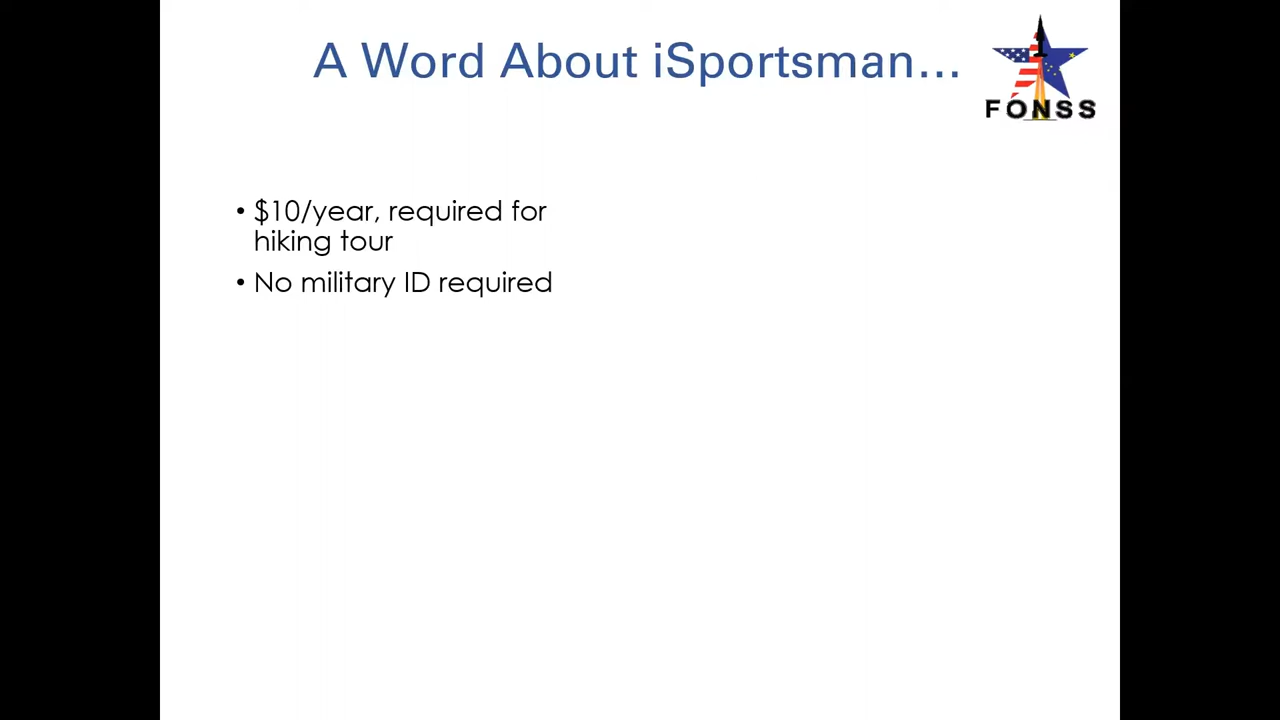 A Word About iSportsman...
FONSS
• $10/year, required for
hiking tour
• No military ID required